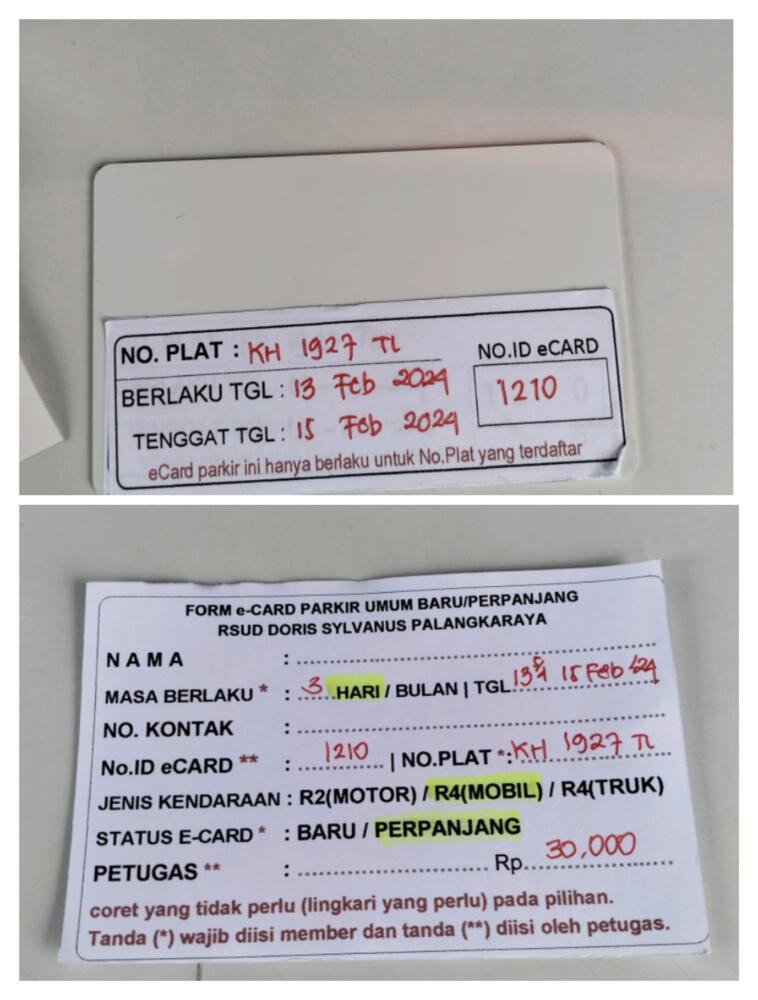 NO. PLAT : KH 1927 TL
NO.ID eCARD
BERLAKU TGL : 13 Feb 2024
1210
TENGGAT TGL : 15 Feb 2024
eCard parkir ini hanya berlaku untuk No.Plat yang terdaftar
FORM e-CARD PARKIR UMUM BARU/PERPANJANG
RSUD DORIS SYLVANUS PALANGKARAYA
NAMA :
MASA BERLAKU * : 3 HARI / BULAN | TGL 13 15 Feb '24
NO. KONTAK :
No.ID eCARD ** : 1210 | NO.PLAT *: KH 1927 TL
JENIS KENDARAAN : R2(MOTOR) / R4(MOBIL) / R4(TRUK)
STATUS E-CARD * : BARU / PERPANJANG
PETUGAS ** : Rp. 30,000
coret yang tidak perlu (lingkari yang perlu) pada pilihan.
Tanda (*) wajib diisi member dan tanda (**) diisi oleh petugas.